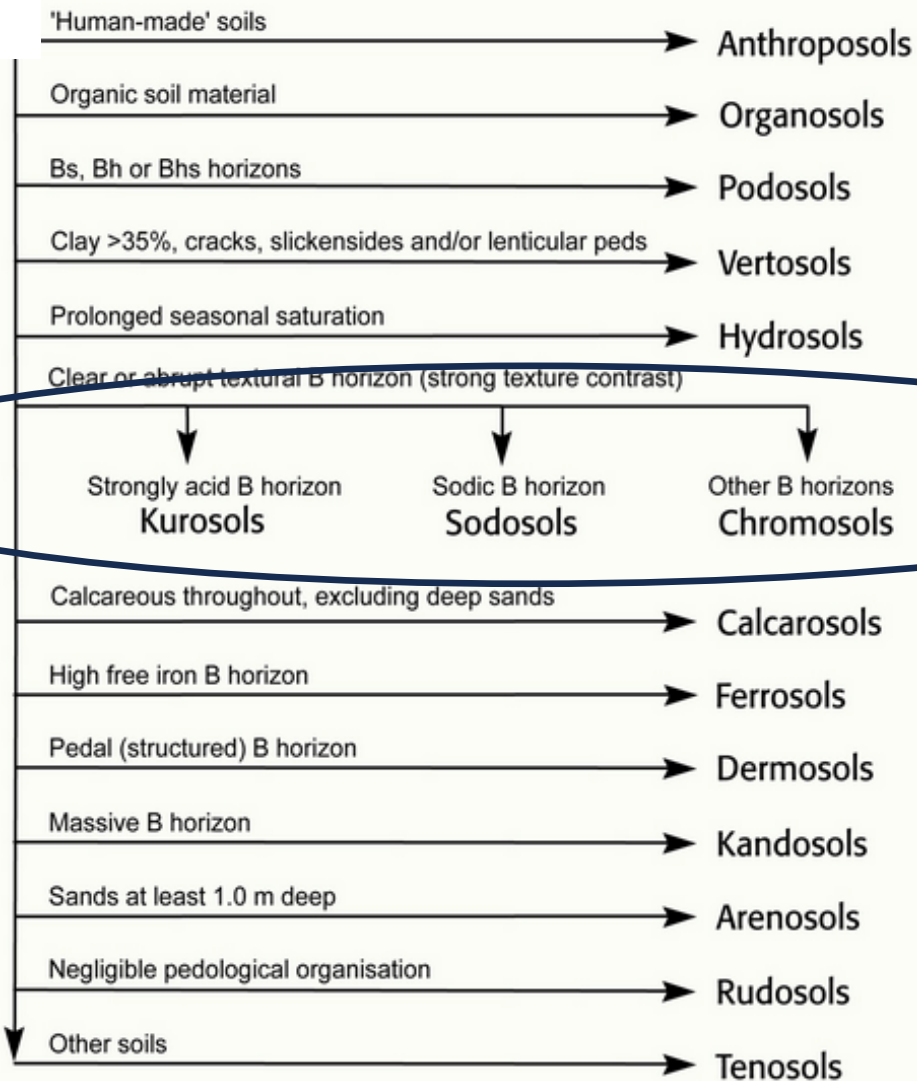 'Human-made' soils
Anthroposols
Organic soil material
Organosols
Bs, Bh or Bhs horizons
Podosols
Clay >35%, cracks, slickensides and/or lenticular peds
Vertosols
Prolonged seasonal saturation
Hydrosols
Clear or abrupt textural B horizon (strong texture contrast)
Strongly acid B horizon
Kurosols
Sodic B horizon
Sodosols
Other B horizons
Chromosols
Calcareous throughout, excluding deep sands
Calcarosols
High free iron B horizon
Ferrosols
Pedal (structured) B horizon
Dermosols
Massive B horizon
Kandosols
Sands at least 1.0 m deep
Arenosols
Negligible pedological organisation
Rudosols
Other soils
Tenosols